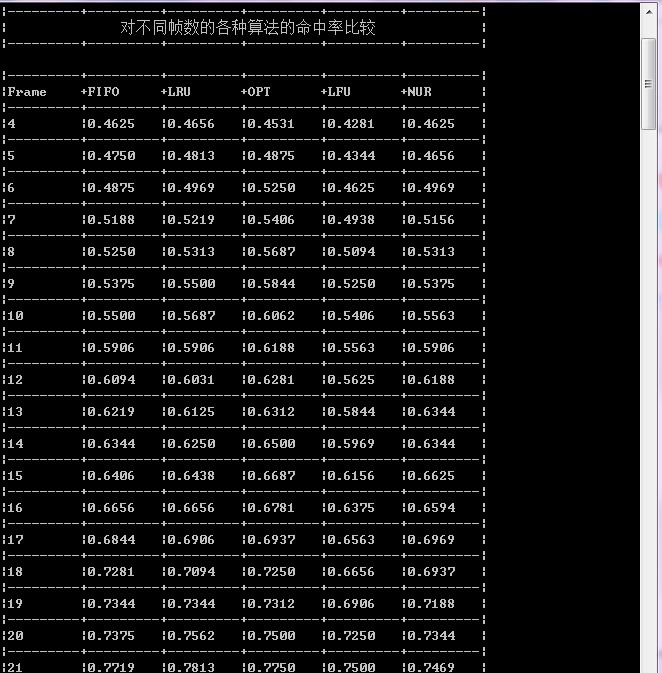 对不同帧数的各种算法的命中率比较
Frame +FIFO +LRU +OPT +LFU +NUR
4 0.4625 0.4656 0.4531 0.4281 0.4625
5 0.4750 0.4813 0.4875 0.4344 0.4656
6 0.4875 0.4969 0.5250 0.4625 0.4969
7 0.5188 0.5219 0.5406 0.4938 0.5156
8 0.5250 0.5313 0.5687 0.5094 0.5313
9 0.5375 0.5500 0.5844 0.5250 0.5375
10 0.5500 0.5687 0.6062 0.5406 0.5563
11 0.5906 0.5906 0.6188 0.5563 0.5906
12 0.6094 0.6031 0.6281 0.5625 0.6188
13 0.6219 0.6125 0.6312 0.5844 0.6344
14 0.6344 0.6250 0.6500 0.5969 0.6344
15 0.6406 0.6438 0.6687 0.6156 0.6625
16 0.6656 0.6656 0.6781 0.6375 0.6594
17 0.6844 0.6906 0.6937 0.6563 0.6969
18 0.7281 0.7094 0.7250 0.6656 0.6937
19 0.7344 0.7344 0.7312 0.6906 0.7188
20 0.7375 0.7562 0.7500 0.7250 0.7344
21 0.7719 0.7813 0.7750 0.7500 0.7469